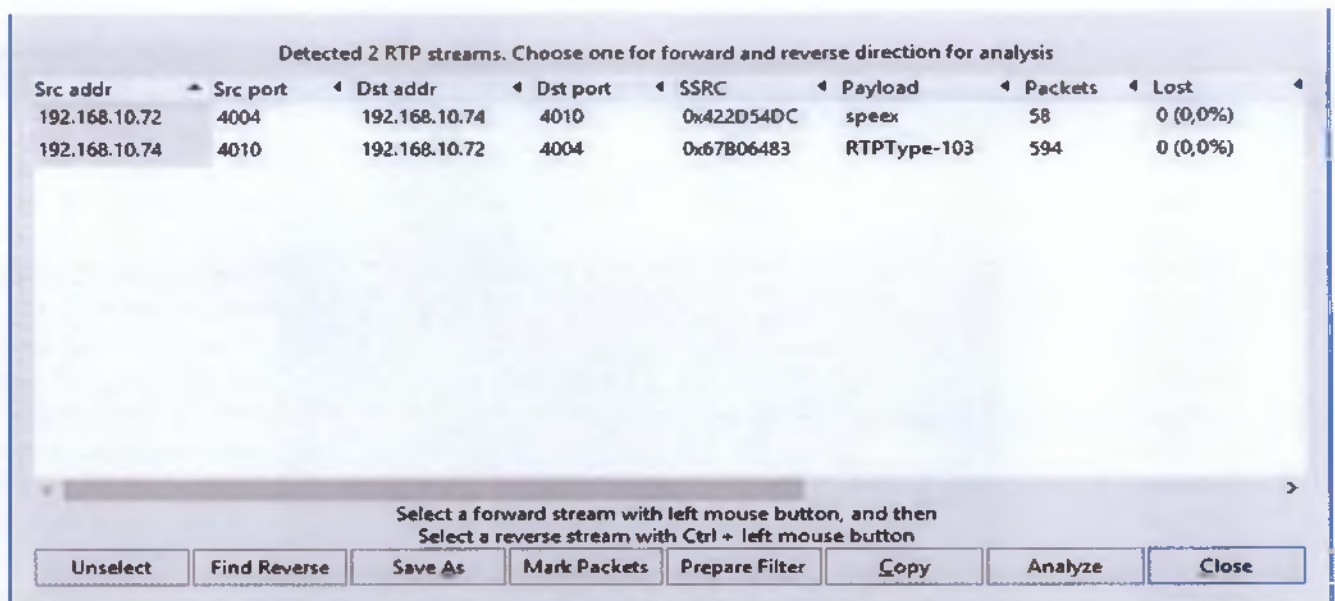 Detected 2 RTP streams. Choose one for forward and reverse direction for analysis
Src addr Src port Dst addr Dst port SSRC Payload Packets Lost
192.168.10.72 4004 192.168.10.74 4010 0x422D54DC speex 58 0 (0,0%)
192.168.10.74 4010 192.168.10.72 4004 0x67B06483 RTPType-103 594 0 (0,0%)
Select a forward stream with left mouse button, and then
Select a reverse stream with Ctrl + left mouse button
Unselect Find Reverse Save As Mark Packets Prepare Filter Copy Analyze Close